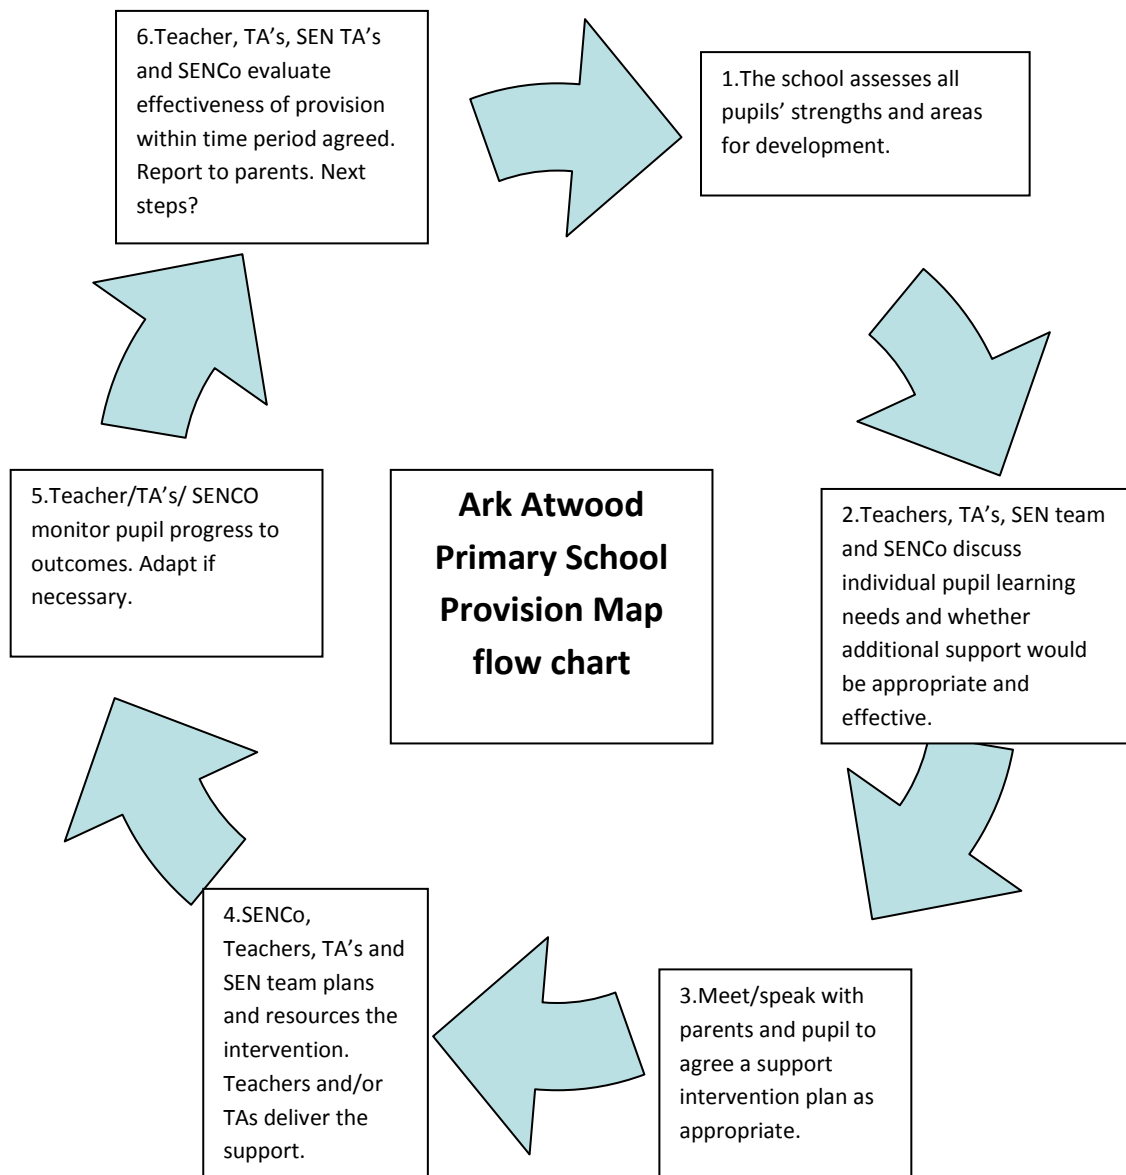 6.Teacher, TA’s, SEN TA’s
and SENCo evaluate
effectiveness of provision
within time period agreed.
Report to parents. Next
steps?
1.The school assesses all
pupils’ strengths and areas
for development.
5.Teacher/TA’s/ SENCO
monitor pupil progress to
outcomes. Adapt if
necessary.
Ark Atwood
Primary School
Provision Map
flow chart
2.Teachers, TA’s, SEN team
and SENCo discuss
individual pupil learning
needs and whether
additional support would
be appropriate and
effective.
4.SENCo,
Teachers, TA’s and
SEN team plans
and resources the
intervention.
Teachers and/or
TAs deliver the
support.
3.Meet/speak with
parents and pupil to
agree a support
intervention plan as
appropriate.